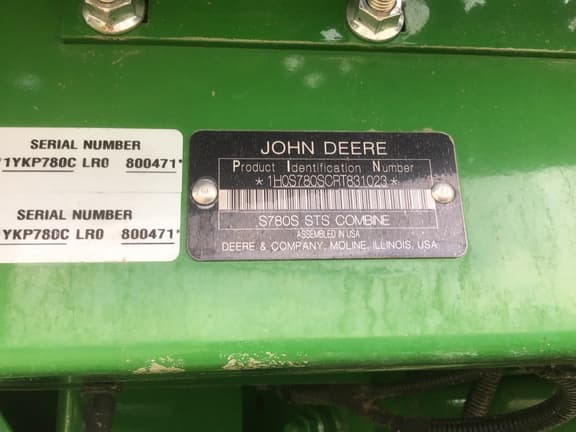 SERIAL NUMBER
1YKP780C LR0 800471*
SERIAL NUMBER
YKP780C LR0 800471*
JOHN DEERE
Product Identification Number
*1H0S780SCRT831023*
S780S STS COMBINE
ASSEMBLED IN USA
DEERE & COMPANY, MOLINE, ILLINOIS, USA